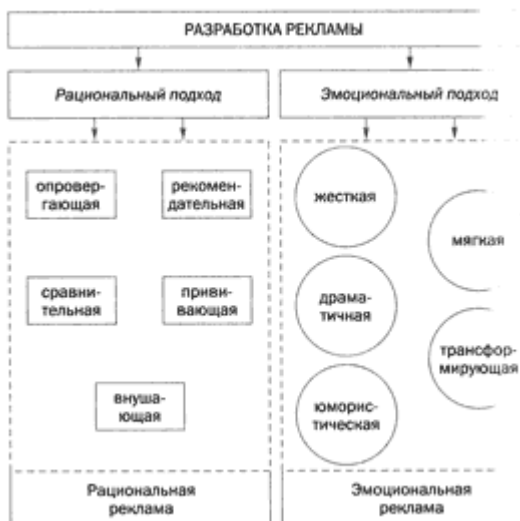 РАЗРАБОТКА РЕКЛАМЫ
Рациональный подход
Эмоциональный подход
опровер-
гающая
рекомен-
дательная
сравни-
тельная
приви-
вающая
внуша-
ющая
Рациональная
реклама
жесткая
мягкая
драма-
тичная
трансфор-
мирующая
юморис-
тическая
Эмоциональная
реклама